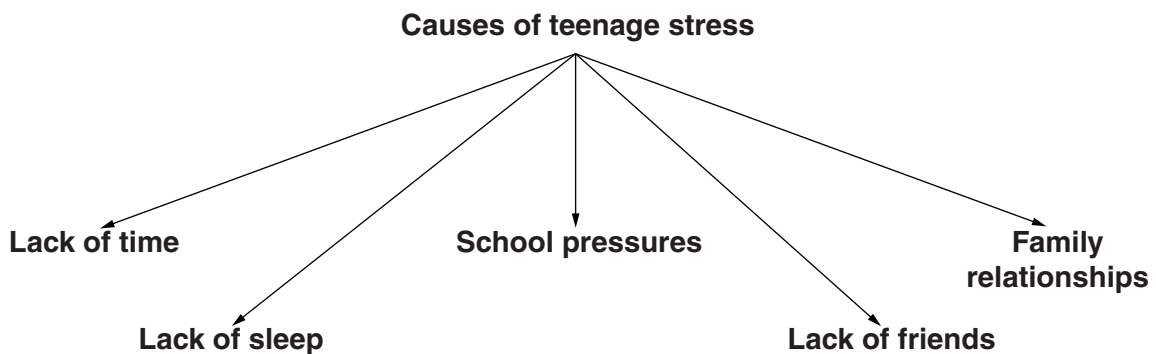 Causes of teenage stress
Lack of time
School pressures
Family
relationships
Lack of sleep
Lack of friends